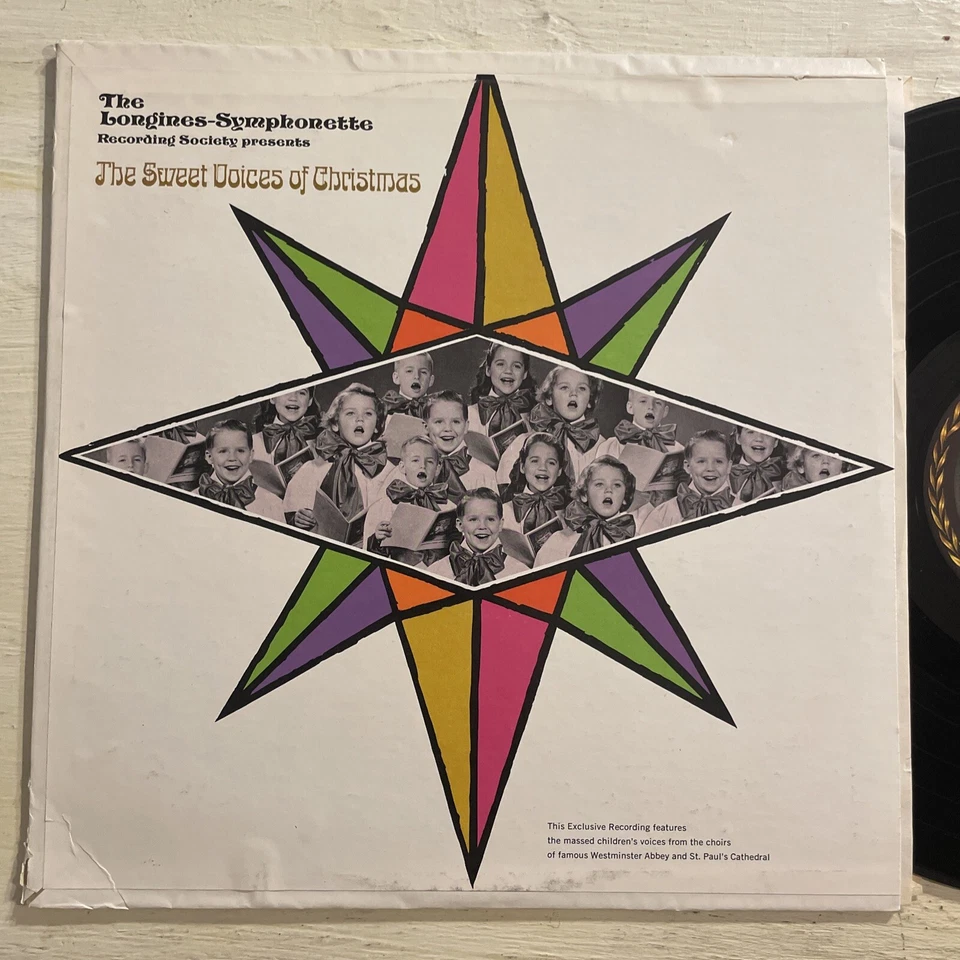 The
Longines-Symphonette
Recording Society presents
The Sweet Voices of Christmas
This Exclusive Recording features
the massed children's voices from the choirs
of famous Westminster Abbey and St. Paul's Cathedral